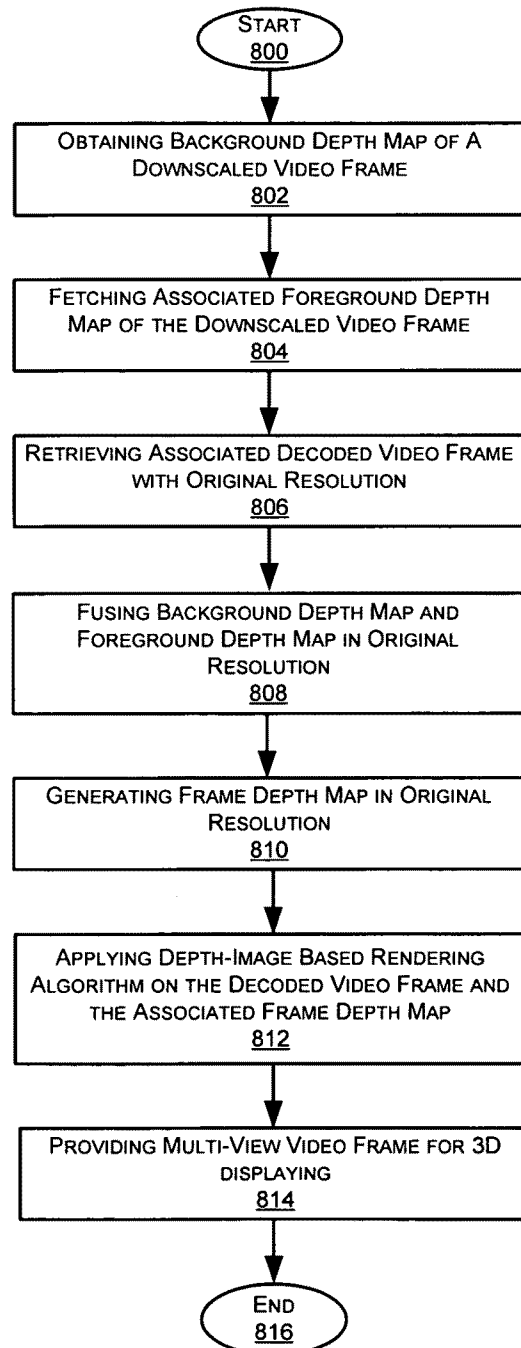 START
800
OBTAINING BACKGROUND DEPTH MAP OF A
DOWNSCALED VIDEO FRAME
802
FETCHING ASSOCIATED FOREGROUND DEPTH
MAP OF THE DOWNSCALED VIDEO FRAME
804
RETRIEVING ASSOCIATED DECODED VIDEO FRAME
WITH ORIGINAL RESOLUTION
806
FUSING BACKGROUND DEPTH MAP AND
FOREGROUND DEPTH MAP IN ORIGINAL
RESOLUTION
808
GENERATING FRAME DEPTH MAP IN ORIGINAL
RESOLUTION
810
APPLYING DEPTH-IMAGE BASED RENDERING
ALGORITHM ON THE DECODED VIDEO FRAME AND
THE ASSOCIATED FRAME DEPTH MAP
812
PROVIDING MULTI-VIEW VIDEO FRAME FOR 3D
DISPLAYING
814
END
816